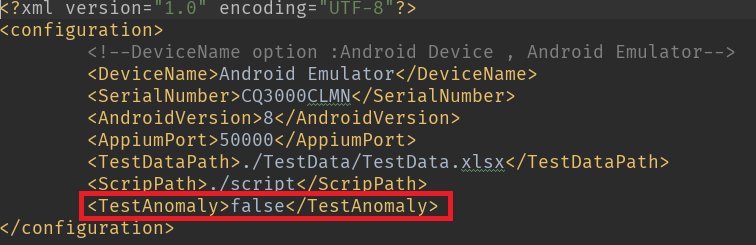 <?xml version="1.0" encoding="UTF-8"?>
<configuration>
<!--DeviceName option :Android Device , Android Emulator-->
<DeviceName>Android Emulator</DeviceName>
<SerialNumber>CQ3000CLMN</SerialNumber>
<AndroidVersion>8</AndroidVersion>
<AppiumPort>50000</AppiumPort>
<TestDataPath>./TestData/TestData.xlsx</TestDataPath>
<ScripPath>./script</ScripPath>
<TestAnomaly>false</TestAnomaly>
</configuration>